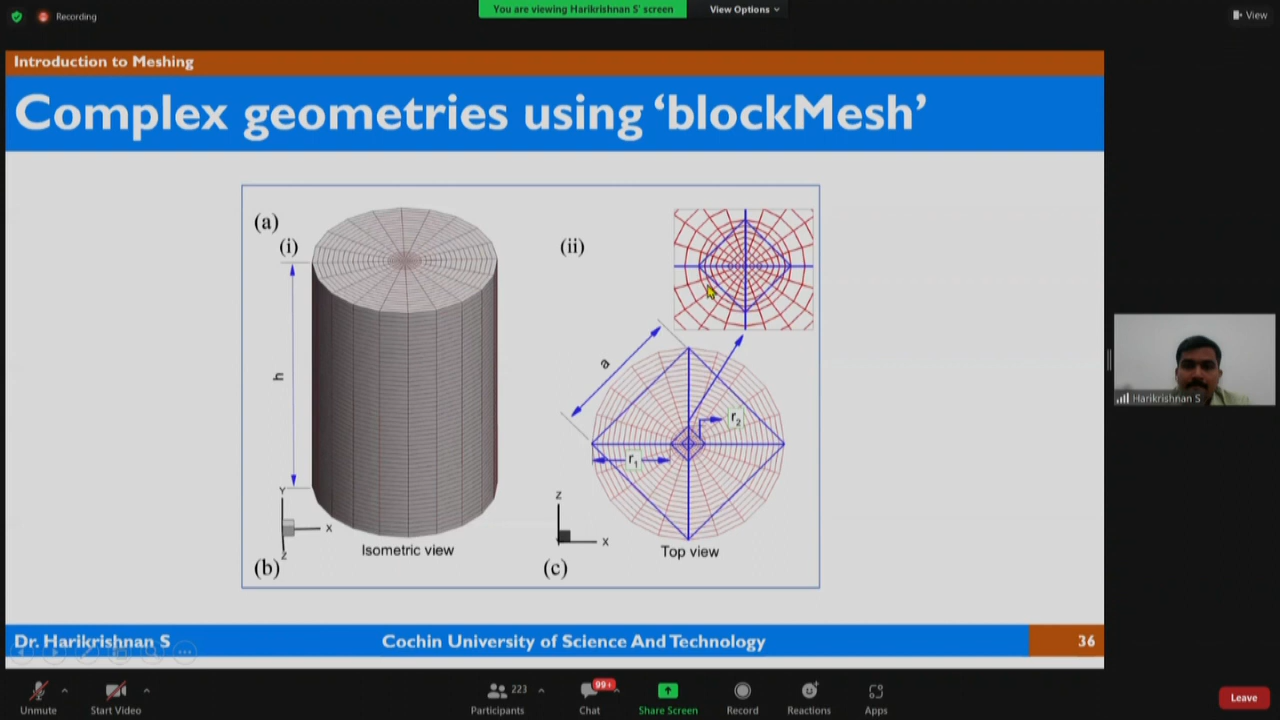 Recording
You are viewing Harikrishnan S' screen
View Options
View
Introduction to Meshing
Complex geometries using 'blockMesh'
(a)
(i)
(ii)
h
a
r2
r1
Y
X
Z
Z
X
Isometric view
Top view
(b)
(c)
Harikrishnan S
Dr. Harikrishnan S
Cochin University of Science And Technology
36
Unmute
Start Video
223
Participants
99+
Chat
Share Screen
Record
Reactions
Apps
Leave